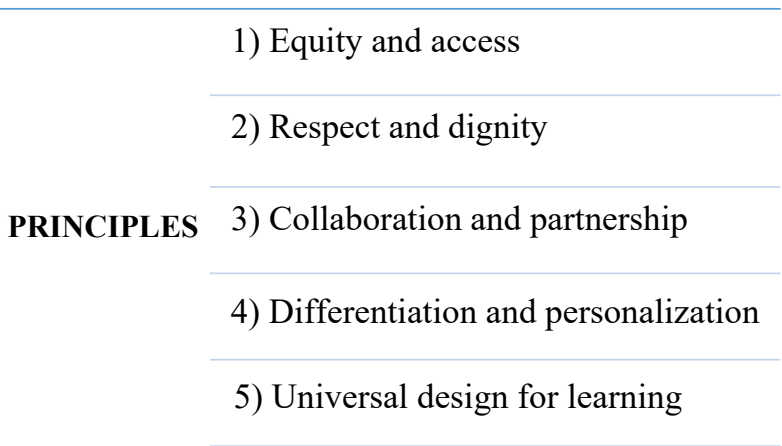 1) Equity and access
2) Respect and dignity
PRINCIPLES
3) Collaboration and partnership
4) Differentiation and personalization
5) Universal design for learning